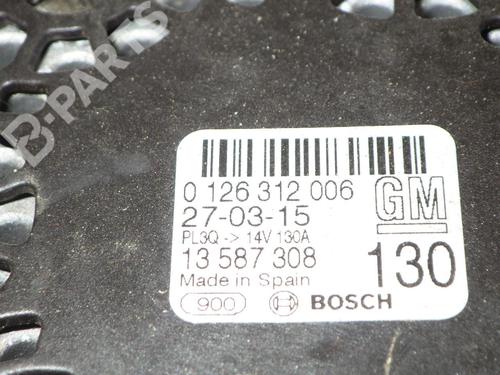 B-PARTS
0 126 312 006
27-03-15
GM
PL3Q -> 14V 130A
13 587 308
130
Made in Spain
900 BOSCH